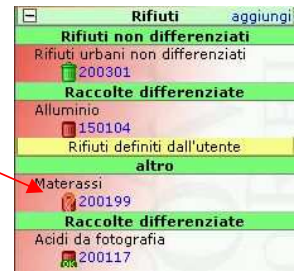 Rifiuti aggiungi
Rifiuti non differenziati
Rifiuti urbani non differenziati
200301
Raccolte differenziate
Alluminio
150104
Rifiuti definiti dall'utente
altro
Materassi
200199
Raccolte differenziate
Acidi da fotografia
200117